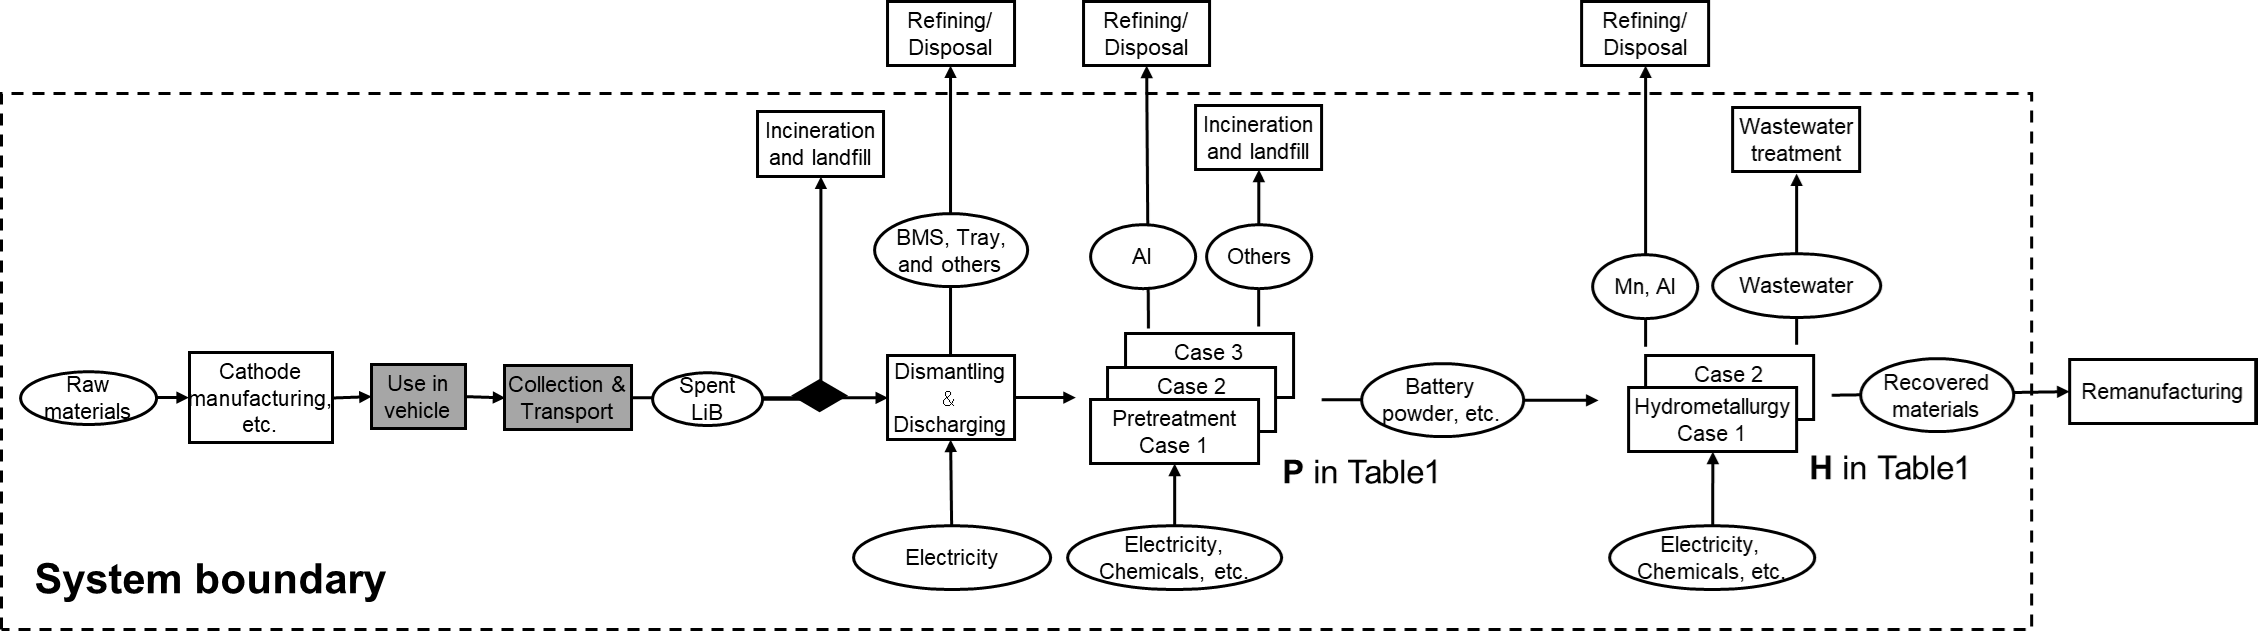 Refining/
Disposal
Refining/
Disposal
Refining/
Disposal
Incineration
and landfill
Incineration
and landfill
Wastewater
treatment
BMS, Tray,
and others
Al
Others
Mn, Al
Wastewater
Raw
materials
Cathode
manufacturing,
etc.
Use in
vehicle
Collection &
Transport
Spent
LiB
Dismantling
&
Discharging
Case 3
Case 2
Pretreatment
Case 1
P in Table1
Battery
powder, etc.
Case 2
Hydrometallurgy
Case 1
H in Table1
Recovered
materials
Remanufacturing
Electricity
Electricity,
Chemicals, etc.
Electricity,
Chemicals, etc.
System boundary